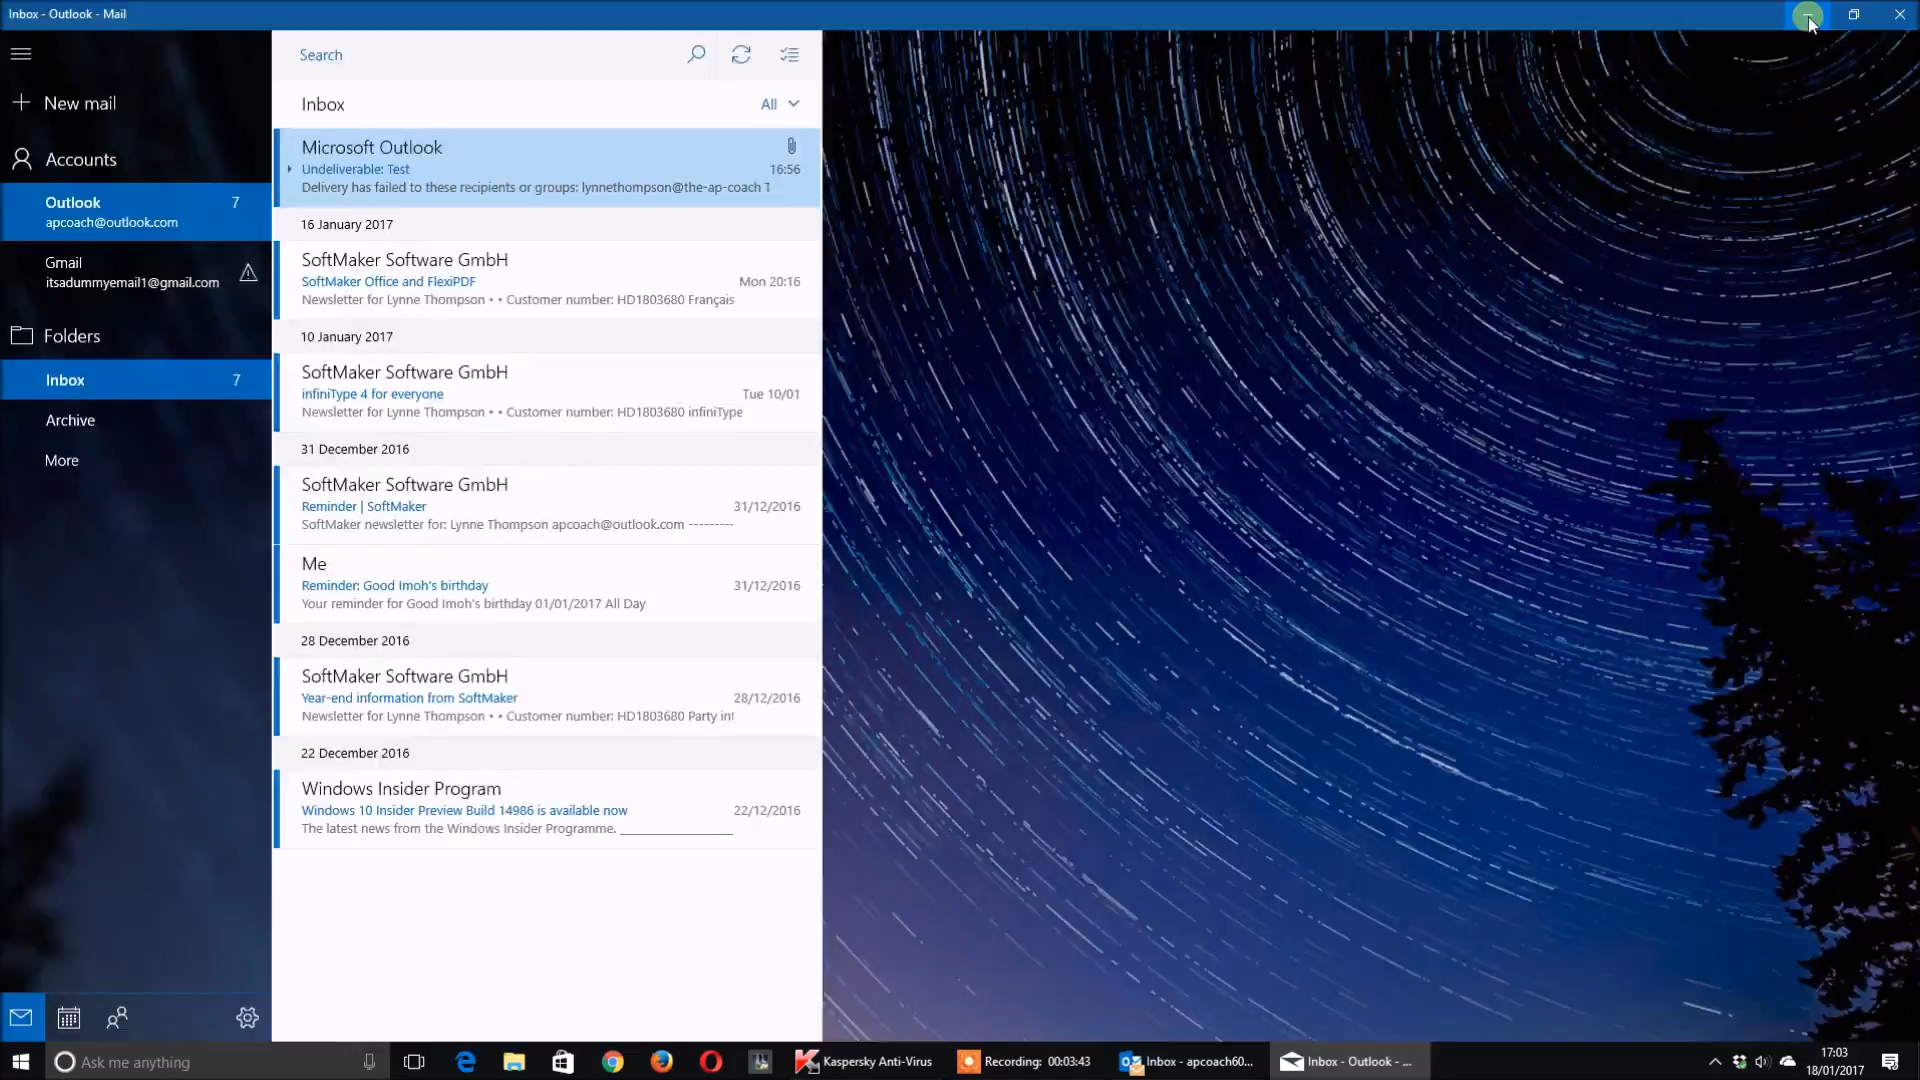 Inbox - Outlook - Mail
Search
New mail
Inbox
All
Accounts
Outlook
7
apcoach@outlook.com
Gmail
itsadummyemail1@gmail.com
Folders
Inbox
7
Archive
More
Microsoft Outlook
Undeliverable: Test
16:56
Delivery has failed to these recipients or groups: lynnethompson@the-ap-coach
16 January 2017
SoftMaker Software GmbH
SoftMaker Office and FlexiPDF
Mon 20:16
Newsletter for Lynne Thompson • • Customer number: HD1803680 Français
10 January 2017
SoftMaker Software GmbH
infiniType 4 for everyone
Tue 10/01
Newsletter for Lynne Thompson • • Customer number: HD1803680 infiniType
31 December 2016
SoftMaker Software GmbH
Reminder | SoftMaker
31/12/2016
SoftMaker newsletter for: Lynne Thompson apcoach@outlook.com ---------
Me
Reminder: Good Imoh's birthday
31/12/2016
Your reminder for Good Imoh's birthday 01/01/2017 All Day
28 December 2016
SoftMaker Software GmbH
Year-end information from SoftMaker
28/12/2016
Newsletter for Lynne Thompson • • Customer number: HD1803680 Party
22 December 2016
Windows Insider Program
Windows 10 Insider Preview Build 14986 is available now
22/12/2016
The latest news from the Windows Insider Programme. ________________
Ask me anything
Kaspersky Anti-Virus
Recording: 00:03:43
Inbox - apcoach60...
Inbox - Outlook - ...
17:03
18/01/2017